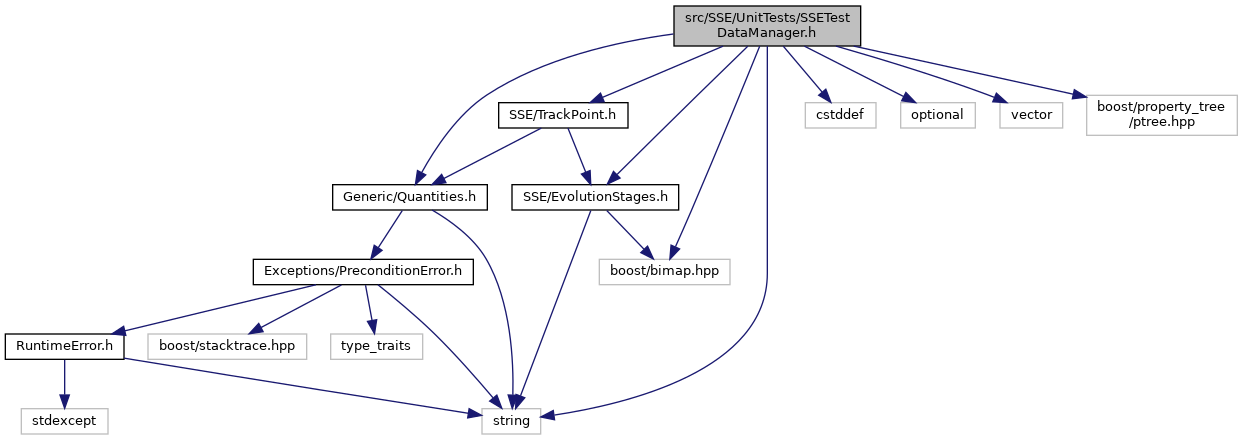 src/SSE/UnitTests/SSETest
DataManager.h
SSE/TrackPoint.h
cstddef
optional
vector
boost/property_tree
/ptree.hpp
Generic/Quantities.h
SSE/EvolutionStages.h
Exceptions/PreconditionError.h
boost/bimap.hpp
RuntimeError.h
boost/stacktrace.hpp
type_traits
stdexcept
string